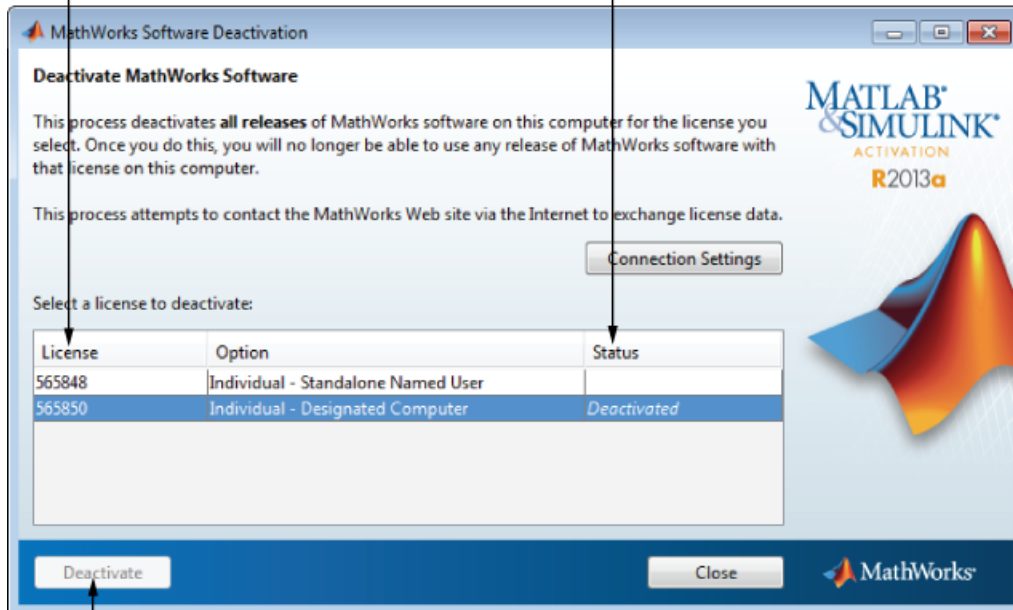 MathWorks Software Deactivation
Deactivate MathWorks Software
This process deactivates all releases of MathWorks software on this computer for the license you
select. Once you do this, you will no longer be able to use any release of MathWorks software with
that license on this computer.
This process attempts to contact the MathWorks Web site via the Internet to exchange license data.
Connection Settings
MATLAB®
&SIMULINK®
ACTIVATION
R2013a
Select a license to deactivate:
License Option Status
565848 Individual - Standalone Named User
565850 Individual - Designated Computer Deactivated
Deactivate Close MathWorks®